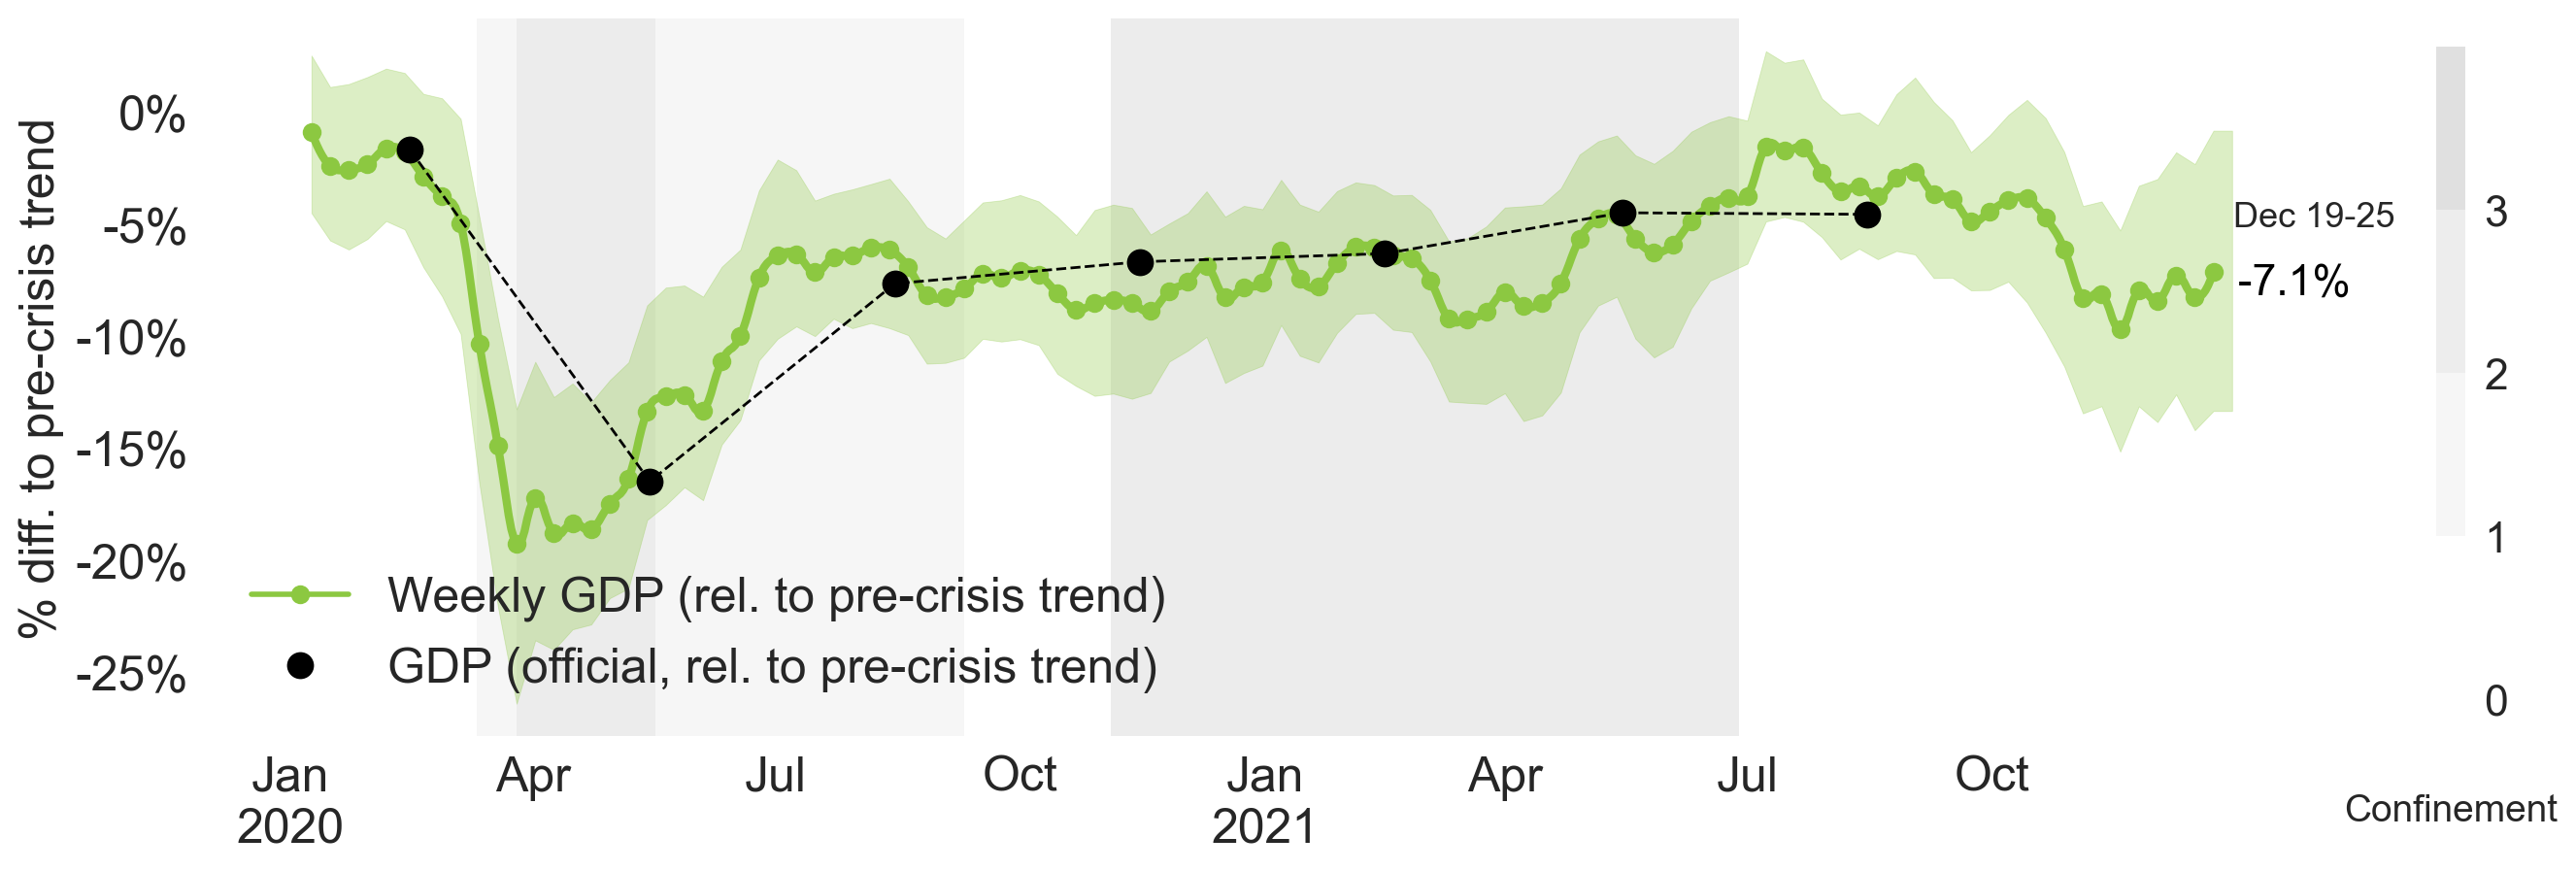 % diff. to pre-crisis trend
0%
-5%
-10%
-15%
-20%
-25%
Weekly GDP (rel. to pre-crisis trend)
GDP (official, rel. to pre-crisis trend)
Dec 19-25
-7.1%
3
2
1
0
Confinement
Jan
2020
Apr
Jul
Oct
Jan
2021
Apr
Jul
Oct